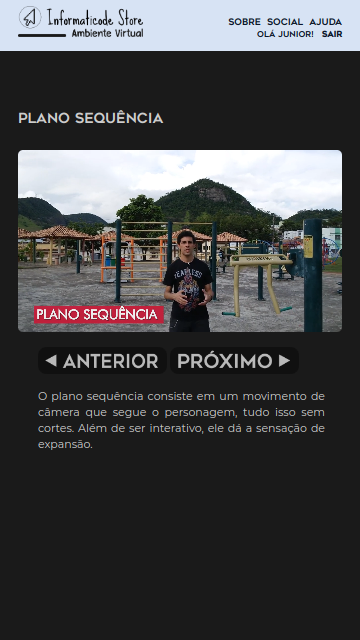 Informaticode Store
Ambiente Virtual
SOBRE SOCIAL AJUDA
OLÁ JUNIOR! SAIR
PLANO SEQUÊNCIA
FEARLESS
PLANO SEQUÊNCIA
ANTERIOR PRÓXIMO
O plano sequência consiste em um movimento de
câmera que segue o personagem, tudo isso sem
cortes. Além de ser interativo, ele dá a sensação de
expansão.